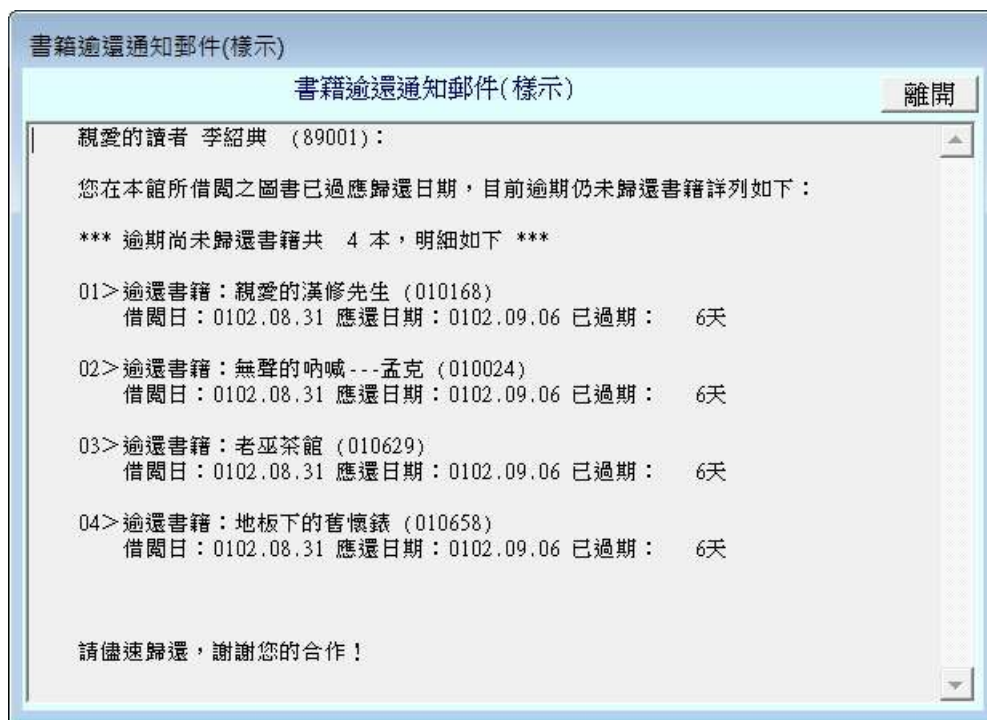 書籍逾還通知郵件(樣示)
書籍逾還通知郵件(樣示)
離開
親愛的讀者 李紹典 (89001):
您在本館所借閱之圖書已過應歸還日期,目前逾期仍未歸還書籍詳列如下:
*** 逾期尚未歸還書籍共 4 本,明細如下 ***
01>逾還書籍:親愛的漢修先生 (010168)
借閱日:0102.08.31 應還日期:0102.09.06 已過期: 6天
02>逾還書籍:無聲的吶喊---孟克 (010024)
借閱日:0102.08.31 應還日期:0102.09.06 已過期: 6天
03>逾還書籍:老巫茶館 (010629)
借閱日:0102.08.31 應還日期:0102.09.06 已過期: 6天
04>逾還書籍:地板下的舊懷錶 (010658)
借閱日:0102.08.31 應還日期:0102.09.06 已過期: 6天
請儘速歸還,謝謝您的合作!